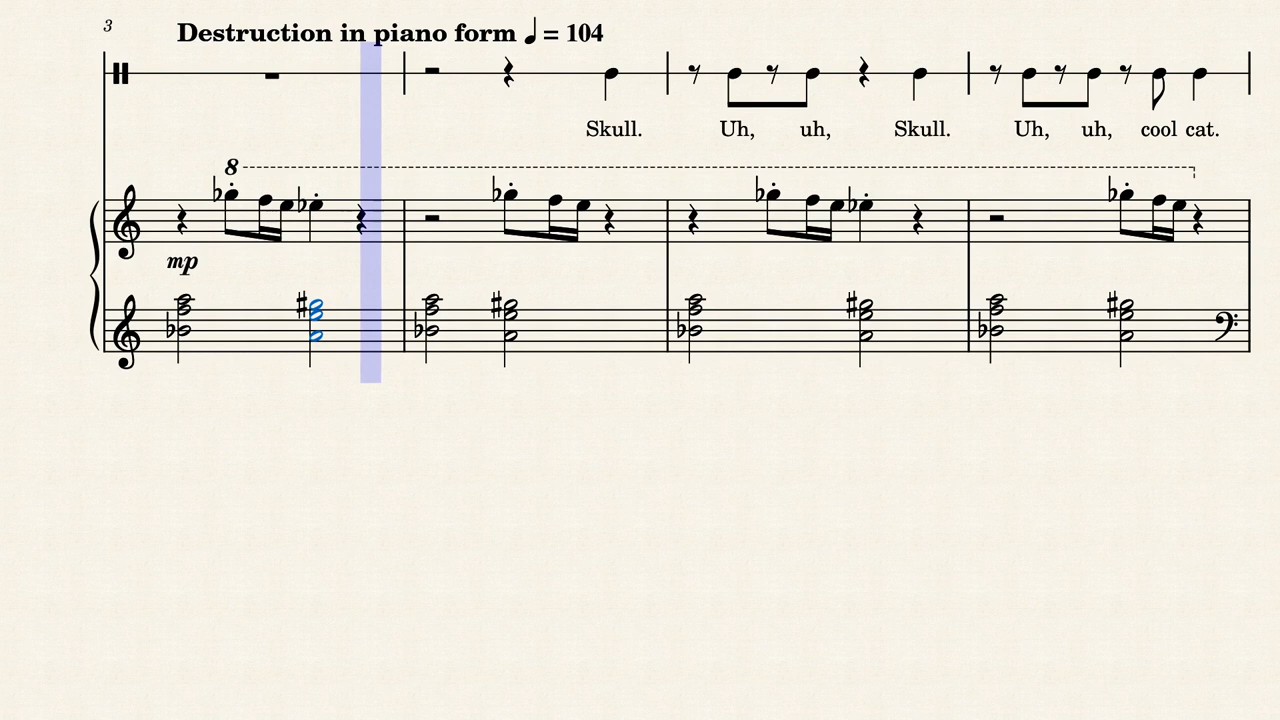 3
Destruction in piano form ♩ = 104
Skull. Uh, uh, Skull. Uh, uh, cool cat.
8
mp